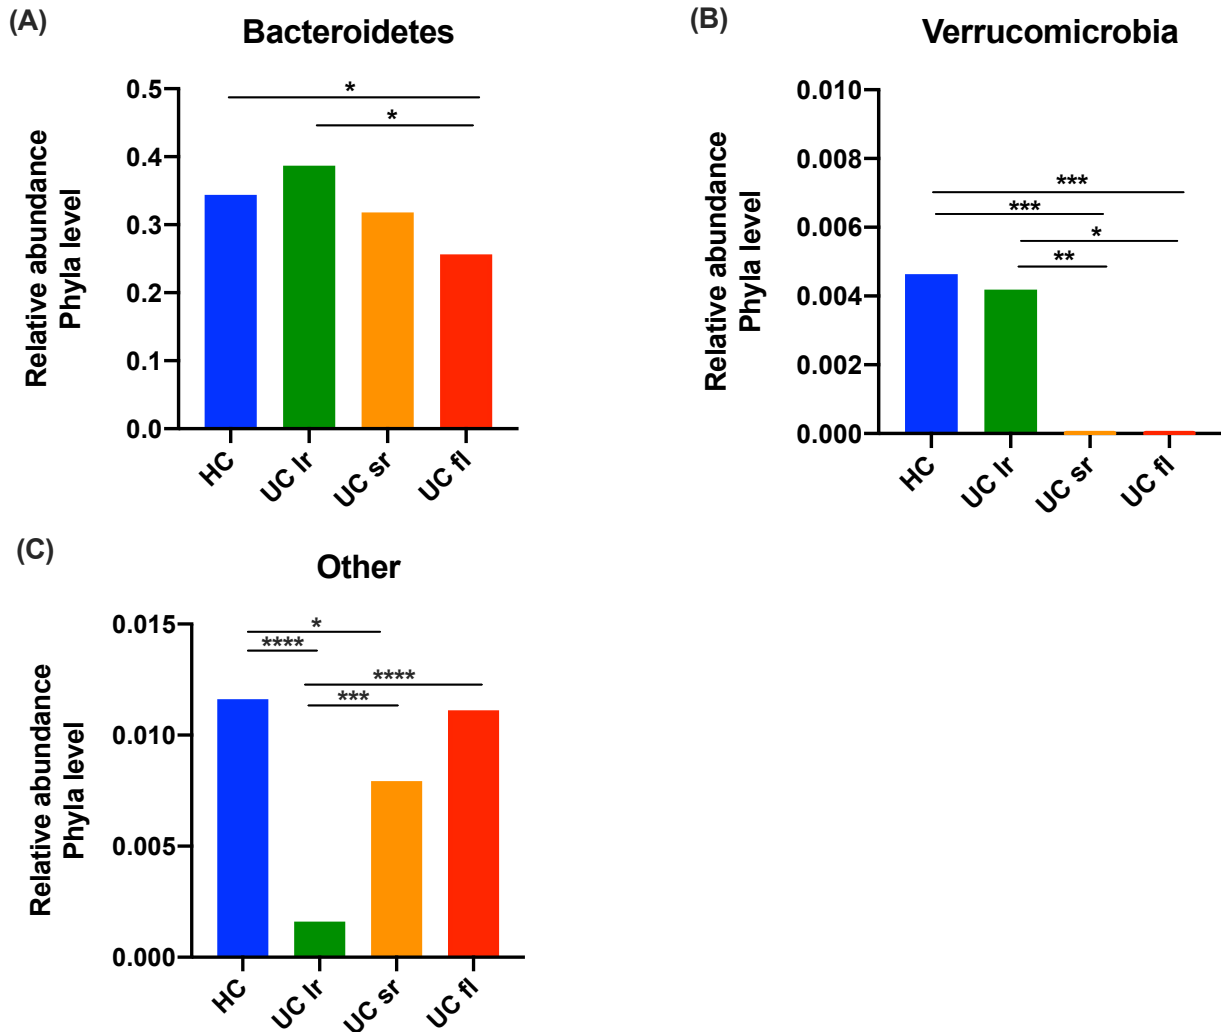 (A)
Bacteroidetes
Relative abundance
Phyla level
0.5
0.4
0.3
0.2
0.1
0.0
*
*
HC
UC lr
UC sr
UC fl
(B)
Verrucomicrobia
Relative abundance
Phyla level
0.010
0.008
0.006
0.004
0.002
0.000
***
***
*
**
HC
UC lr
UC sr
UC fl
(C)
Other
Relative abundance
Phyla level
0.015
0.010
0.005
0.000
*
****
****
***
HC
UC lr
UC sr
UC fl